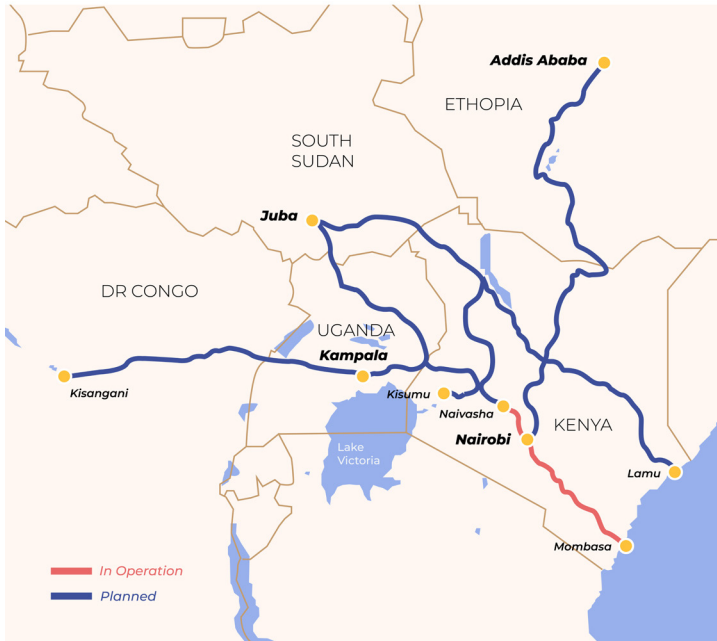 Addis Ababa
ETHOPIA
SOUTH
SUDAN
Juba
DR CONGO
UGANDA
Kampala
Kisangani
Kisumu
Naivasha
KENYA
Nairobi
Lake
Victoria
Lamu
Mombasa
In Operation
Planned